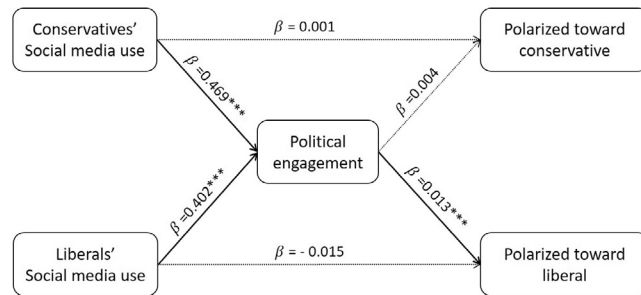 Conservatives’
Social media use
β = 0.001
Polarized toward
conservative
β =0.469***
β = 0.004
Political
engagement
β =0.402***
β =0.013***
Liberals’
Social media use
β = - 0.015
Polarized toward
liberal